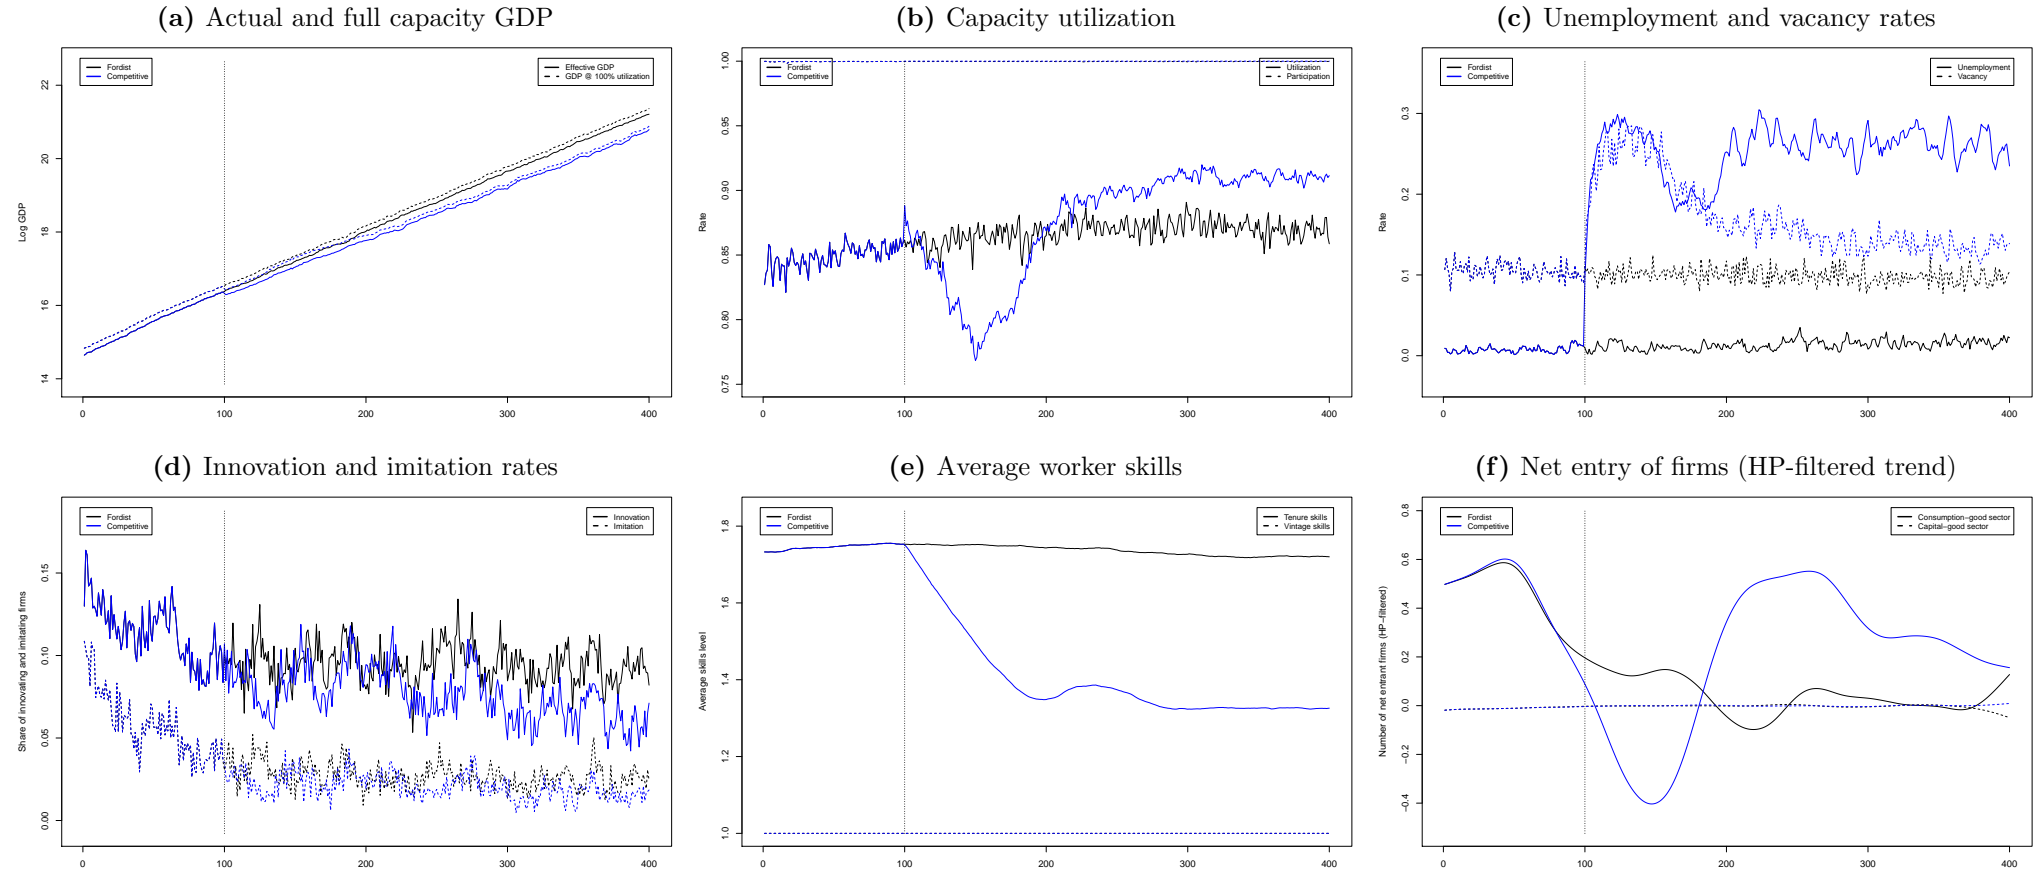 (a) Actual and full capacity GDP
Fordist
Competitive
Effective GDP
GDP @ 100% utilization
Log GDP
22
20
18
16
14
0 100 200 300 400
(b) Capacity utilization
Fordist
Competitive
Utilization
Participation
Rate
1.00
0.95
0.90
0.85
0.80
0.75
0 100 200 300 400
(c) Unemployment and vacancy rates
Fordist
Competitive
Unemployment
Vacancy
Rate
0.3
0.2
0.1
0.0
0 100 200 300 400
(d) Innovation and imitation rates
Fordist
Competitive
Innovation
Imitation
Share of innovating and imitating firms
0.15
0.10
0.05
0.00
0 100 200 300 400
(e) Average worker skills
Fordist
Competitive
Tenure skills
Vintage skills
Average skills level
1.8
1.6
1.4
1.2
1.0
0 100 200 300 400
(f) Net entry of firms (HP-filtered trend)
Fordist
Competitive
Consumption−good sector
Capital−good sector
Number of net entrant firms (HP−filtered)
0.8
0.6
0.4
0.2
0.0
−0.2
−0.4
0 100 200 300 400